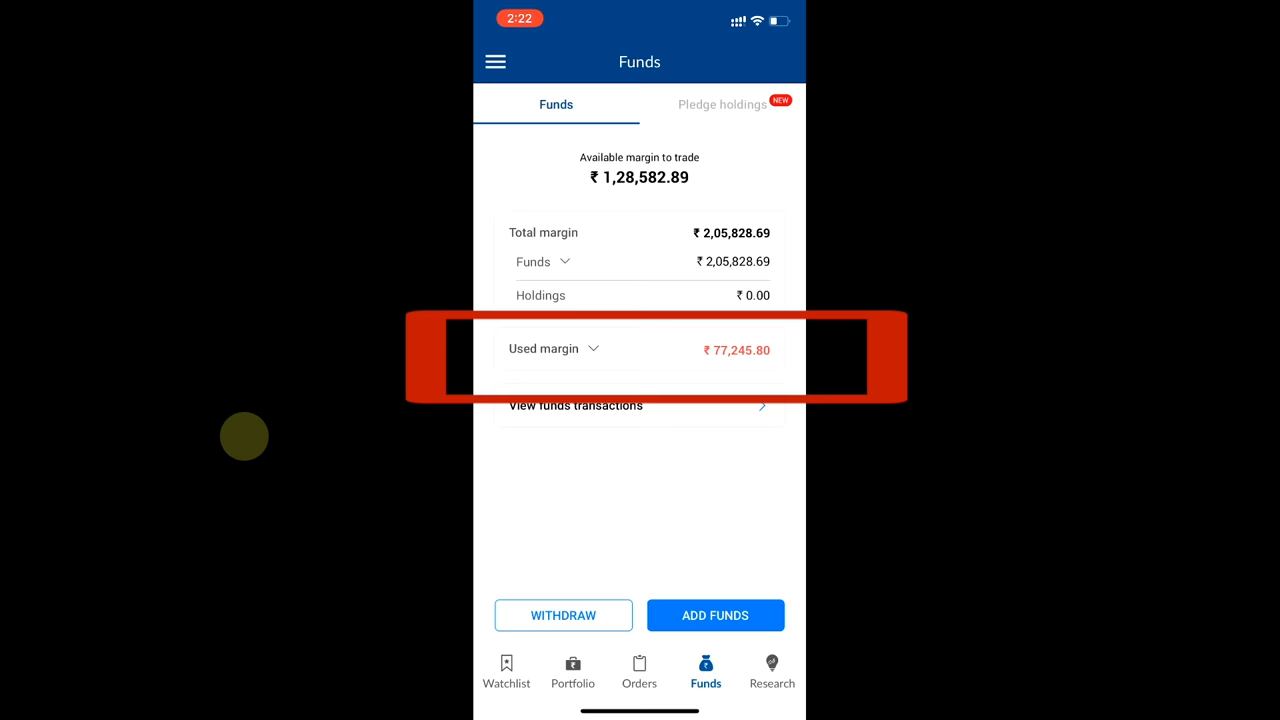 2:22
Funds
Funds
Pledge holdings NEW
Available margin to trade
₹ 1,28,582.89
Total margin ₹ 2,05,828.69
Funds ₹ 2,05,828.69
Holdings ₹ 0.00
Used margin ₹ 77,245.80
View funds transactions
WITHDRAW
ADD FUNDS
Watchlist
Portfolio
Orders
Funds
Research